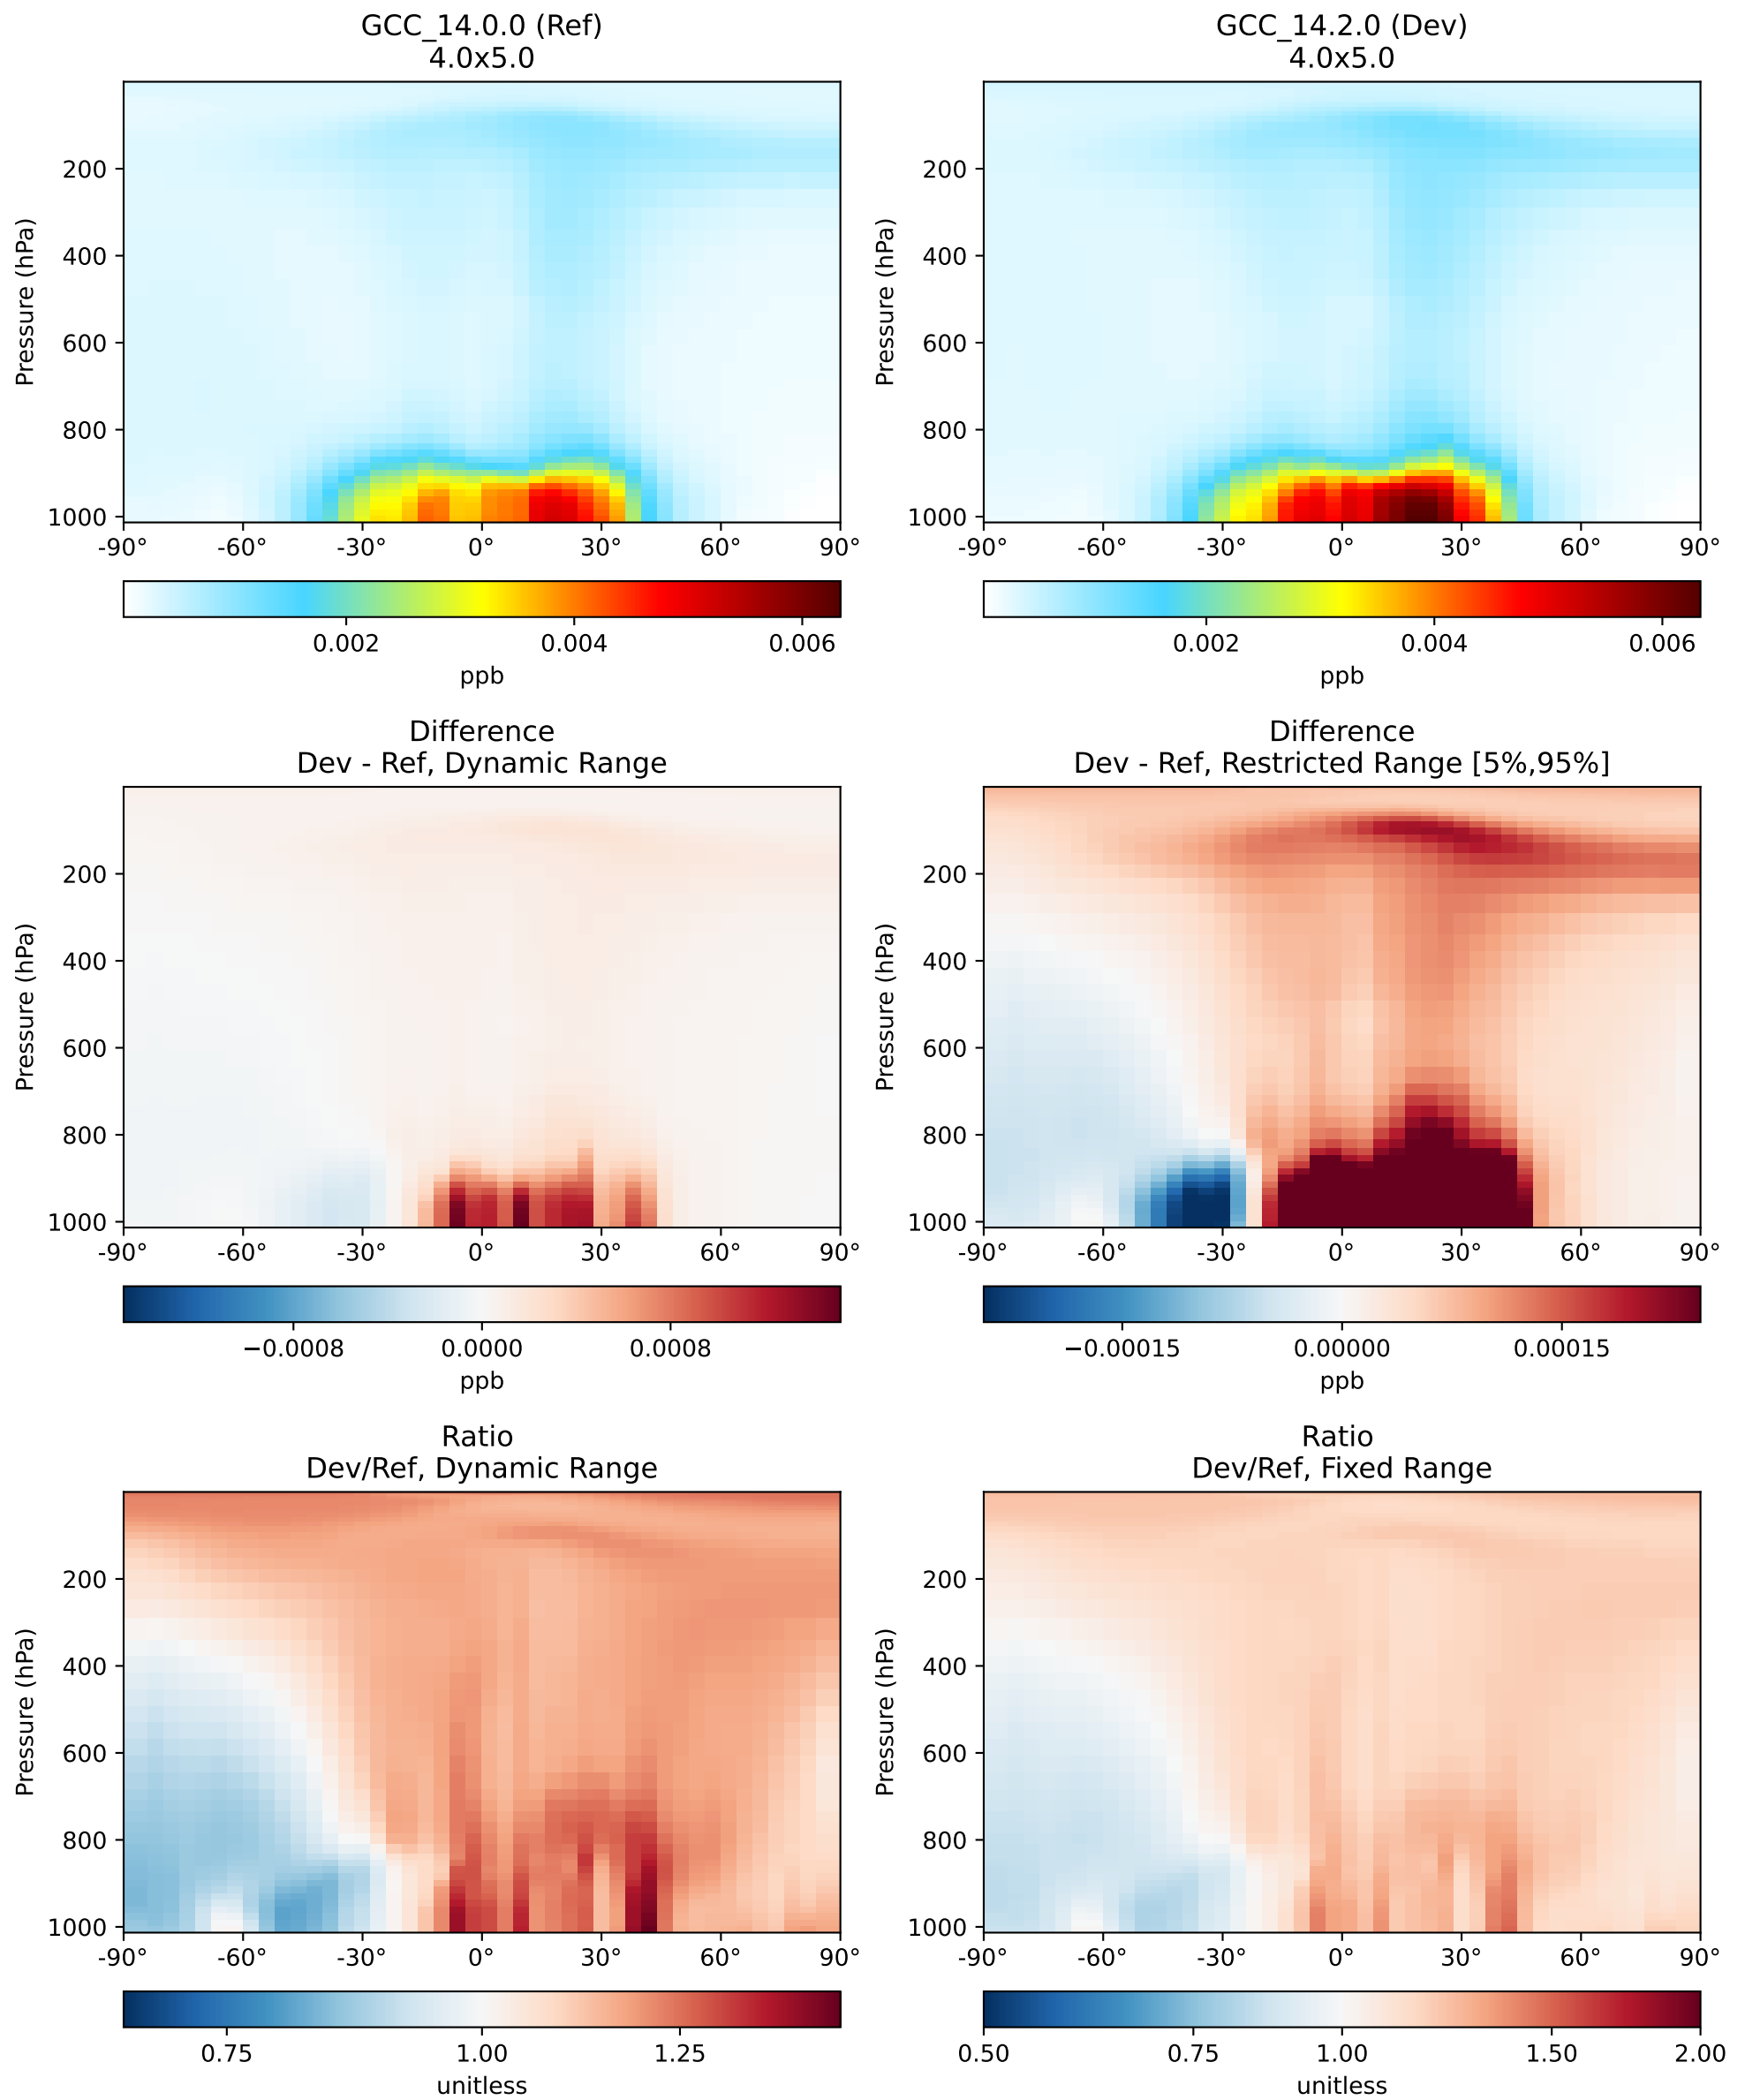 GCC_14.0.0 (Ref)
4.0x5.0
Pressure (hPa)
200
400
600
800
1000
-90° -60° -30° 0° 30° 60° 90°
0.002 0.004 0.006
ppb
GCC_14.2.0 (Dev)
4.0x5.0
Pressure (hPa)
200
400
600
800
1000
-90° -60° -30° 0° 30° 60° 90°
0.002 0.004 0.006
ppb
Difference
Dev - Ref, Dynamic Range
Pressure (hPa)
200
400
600
800
1000
-90° -60° -30° 0° 30° 60° 90°
−0.0008 0.0000 0.0008
ppb
Difference
Dev - Ref, Restricted Range [5%,95%]
Pressure (hPa)
200
400
600
800
1000
-90° -60° -30° 0° 30° 60° 90°
−0.00015 0.00000 0.00015
ppb
Ratio
Dev/Ref, Dynamic Range
Pressure (hPa)
200
400
600
800
1000
-90° -60° -30° 0° 30° 60° 90°
0.75 1.00 1.25
unitless
Ratio
Dev/Ref, Fixed Range
Pressure (hPa)
200
400
600
800
1000
-90° -60° -30° 0° 30° 60° 90°
0.50 0.75 1.00 1.50 2.00
unitless